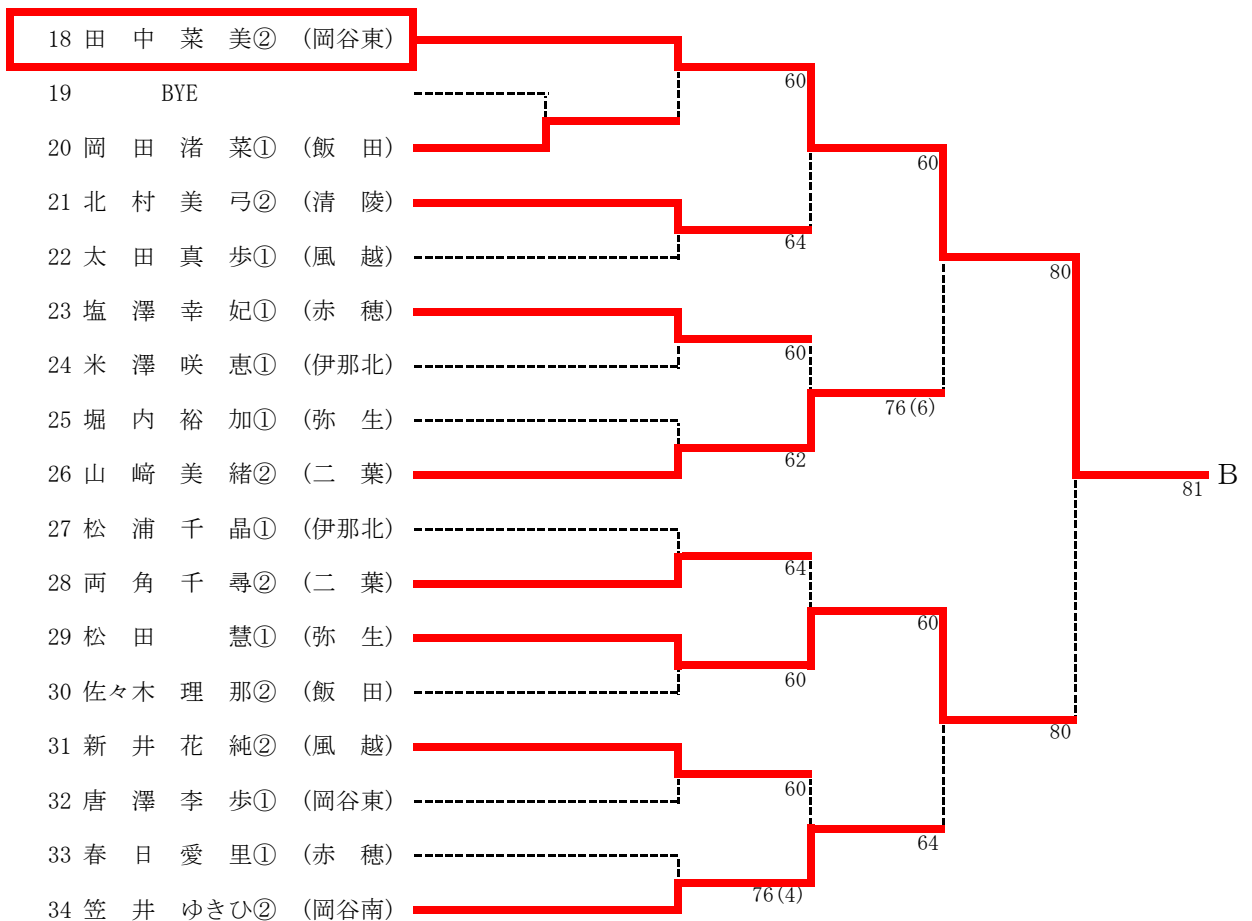 18 田 中 菜 美② (岡谷東)
60
19 BYE
20 岡 田 渚 菜① (飯 田)
60
21 北 村 美 弓② (清 陵)
64
22 太 田 真 歩① (風 越)
80
23 塩 澤 幸 妃① (赤 穂)
60
24 米 澤 咲 恵① (伊那北)
76(6)
25 堀 内 裕 加① (弥 生)
62
26 山 﨑 美 緒② (二 葉)
B
81
27 松 浦 千 晶① (伊那北)
64
28 両 角 千 尋② (二 葉)
60
29 松 田 慧① (弥 生)
60
30 佐々木 理 那② (飯 田)
80
31 新 井 花 純② (風 越)
60
32 唐 澤 李 歩① (岡谷東)
64
33 春 日 愛 里① (赤 穂)
76(4)
34 笠 井 ゆきひ② (岡谷南)